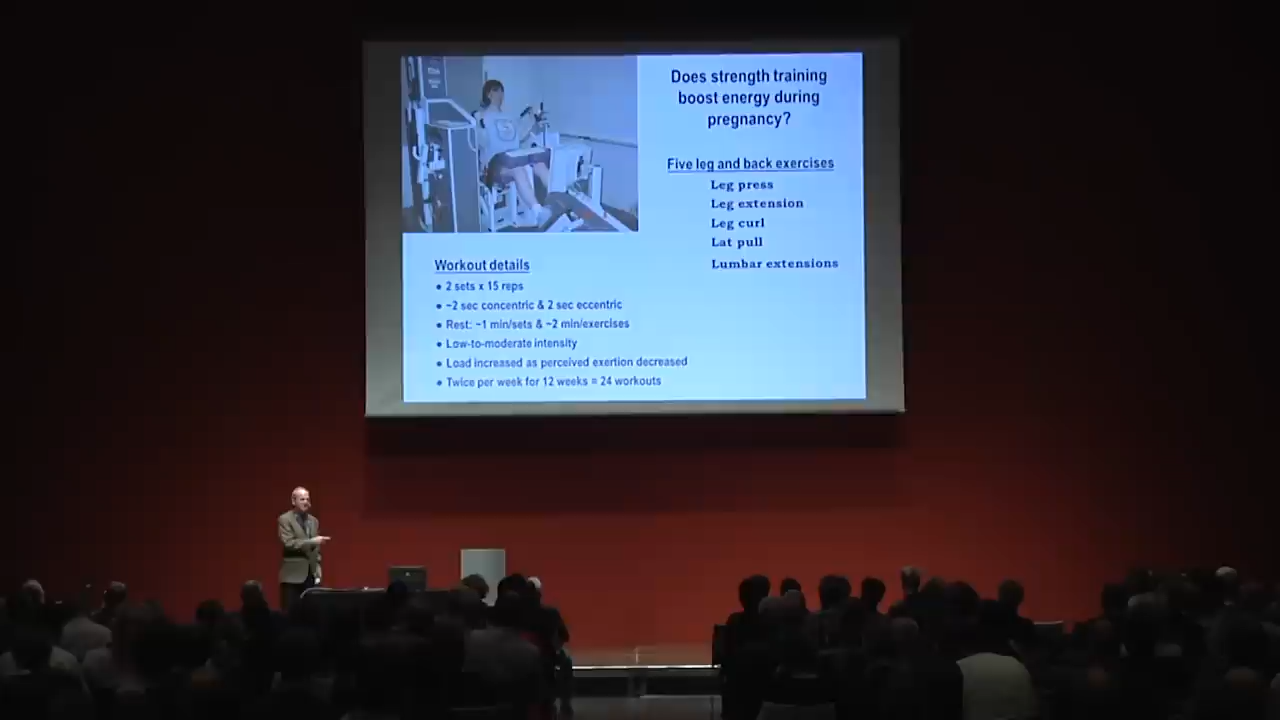 Does strength training
boost energy during
pregnancy?
Five leg and back exercises
Leg press
Leg extension
Leg curl
Lat pull
Lumbar extensions
Workout details
• 2 sets x 15 reps
• ~2 sec concentric & 2 sec eccentric
• Rest: ~1 min/sets & ~2 min/exercises
• Low-to-moderate intensity
• Load increased as perceived exertion decreased
• Twice per week for 12 weeks = 24 workouts